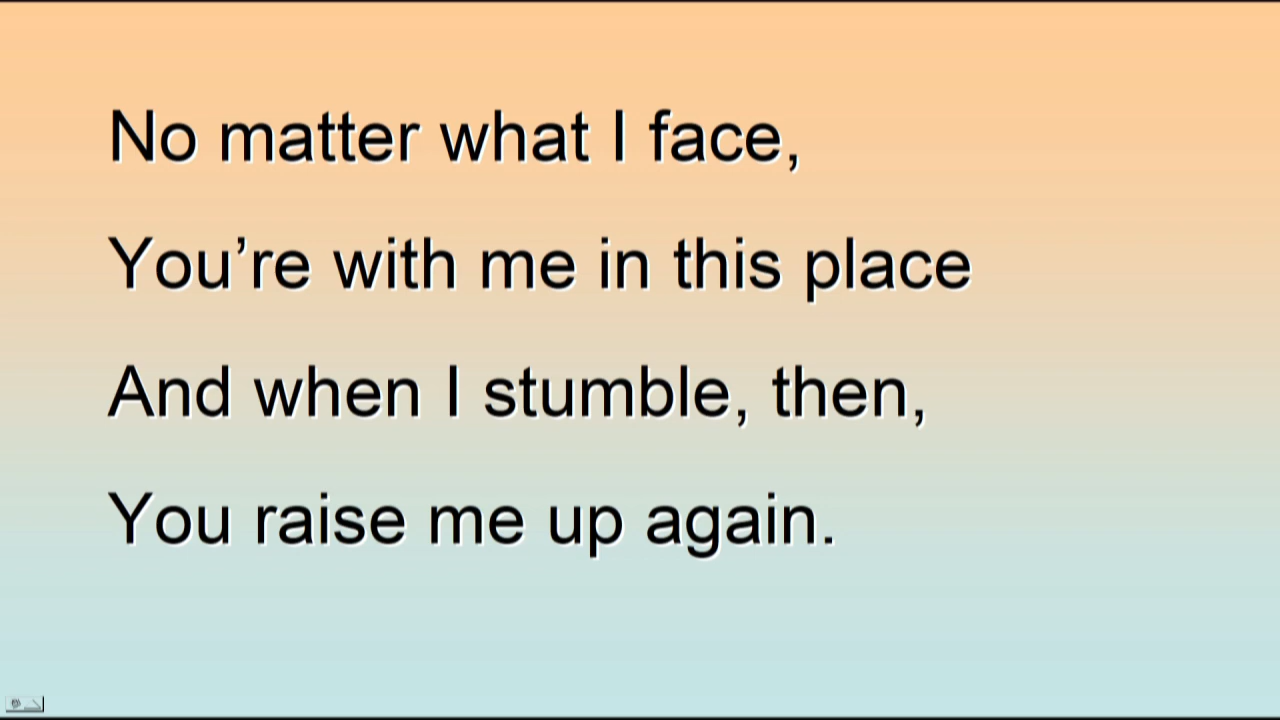 No matter what I face,
You’re with me in this place
And when I stumble, then,
You raise me up again.